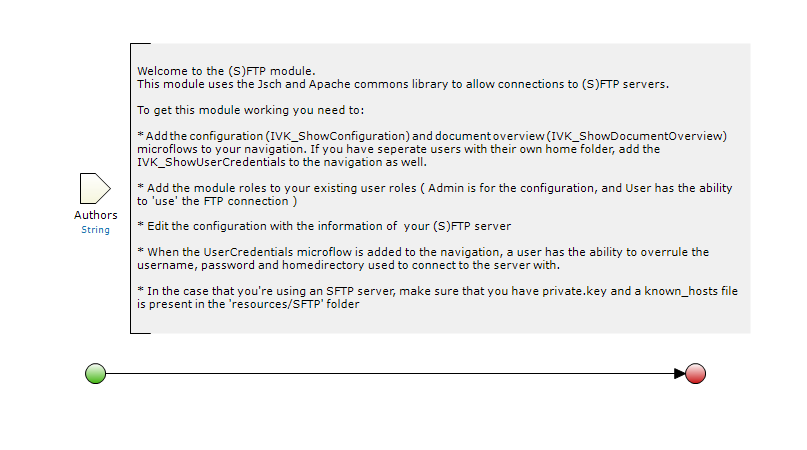 Welcome to the (S)FTP module.
This module uses the Jsch and Apache commons library to allow connections to (S)FTP servers.
To get this module working you need to:
* Add the configuration (IVK_ShowConfiguration) and document overview (IVK_ShowDocumentOverview)
microflows to your navigation. If you have seperate users with their own home folder, add the
IVK_ShowUserCredentials to the navigation as well.
* Add the module roles to your existing user roles ( Admin is for the configuration, and User has the ability
to 'use' the FTP connection )
* Edit the configuration with the information of  your (S)FTP server
* When the UserCredentials microflow is added to the navigation, a user has the ability to overrule the
username, password and homedirectory used to connect to the server with.
* In the case that you're using an SFTP server, make sure that you have private.key and a known_hosts file
is present in the 'resources/SFTP' folder
Authors
String